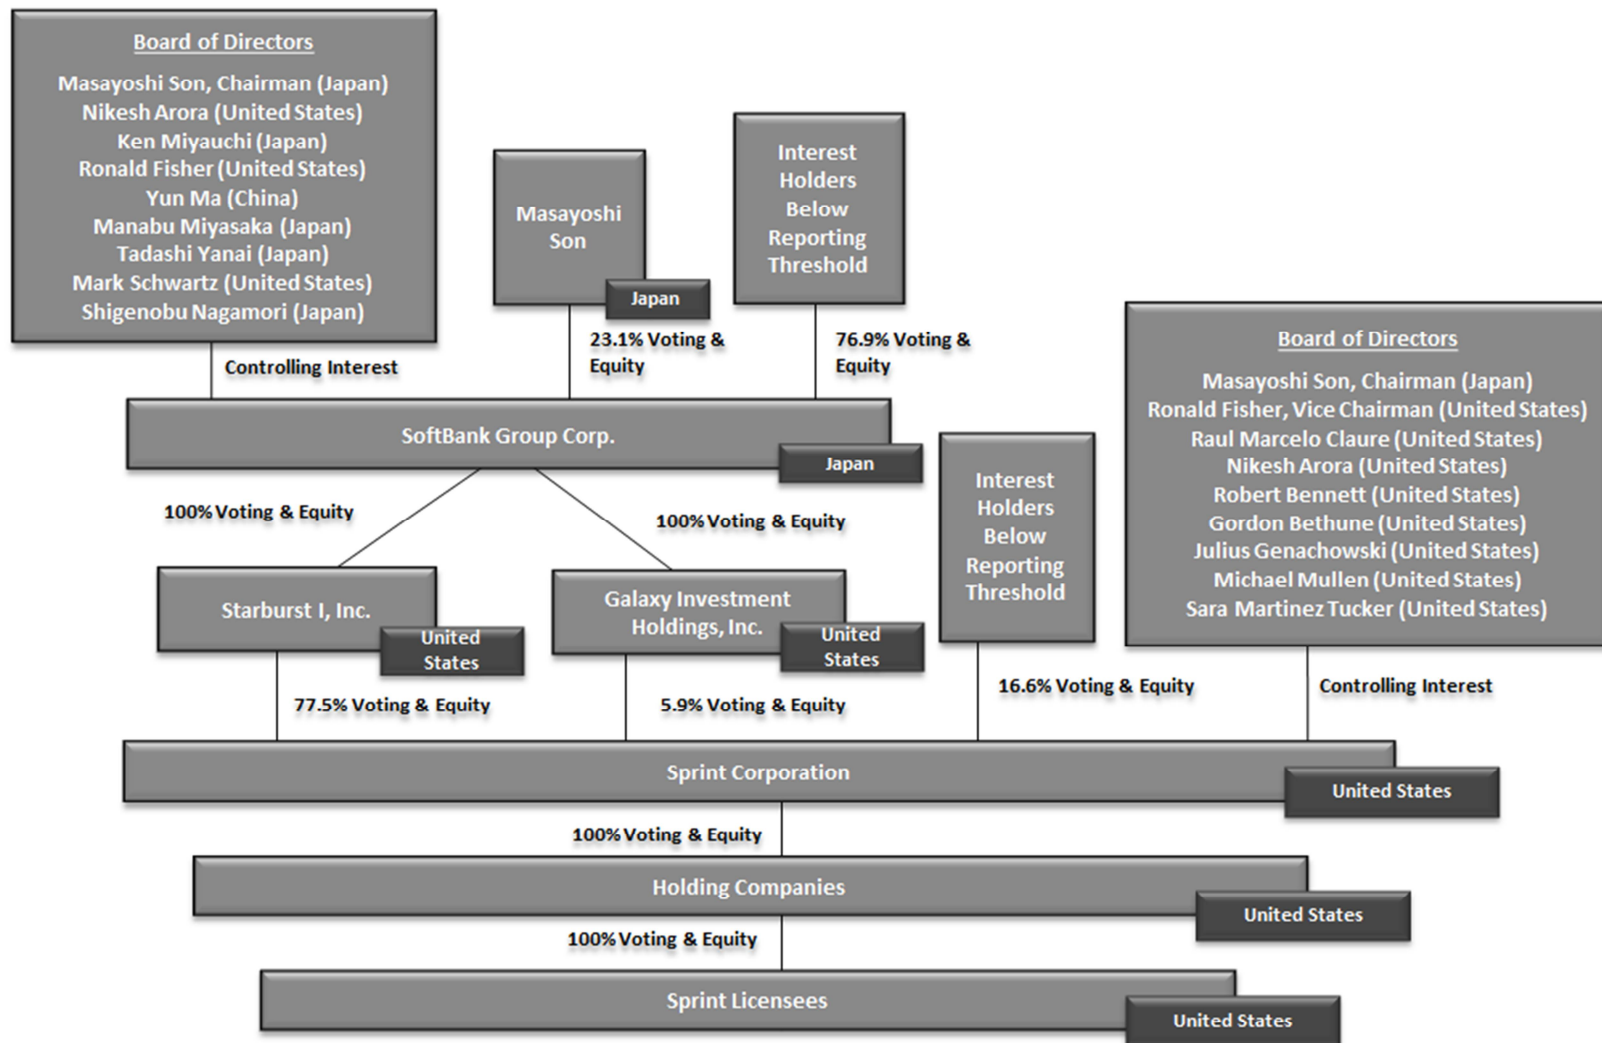 Board of Directors
Masayoshi Son, Chairman (Japan)
Nikesh Arora (United States)
Ken Miyauchi (Japan)
Ronald Fisher (United States)
Yun Ma (China)
Manabu Miyasaka (Japan)
Tadashi Yanai (Japan)
Mark Schwartz (United States)
Shigenobu Nagamori (Japan)
Controlling Interest
Masayoshi
Son
Japan
23.1% Voting &
Equity
Interest
Holders
Below
Reporting
Threshold
76.9% Voting &
Equity
SoftBank Group Corp.
Japan
100% Voting & Equity
100% Voting & Equity
Starburst I, Inc.
United
States
Galaxy Investment
Holdings, Inc.
United
States
Interest
Holders
Below
Reporting
Threshold
Board of Directors
Masayoshi Son, Chairman (Japan)
Ronald Fisher, Vice Chairman (United States)
Raul Marcelo Claure (United States)
Nikesh Arora (United States)
Robert Bennett (United States)
Gordon Bethune (United States)
Julius Genachowski (United States)
Michael Mullen (United States)
Sara Martinez Tucker (United States)
77.5% Voting & Equity
5.9% Voting & Equity
16.6% Voting & Equity
Controlling Interest
Sprint Corporation
United States
100% Voting & Equity
Holding Companies
United States
100% Voting & Equity
Sprint Licensees
United States